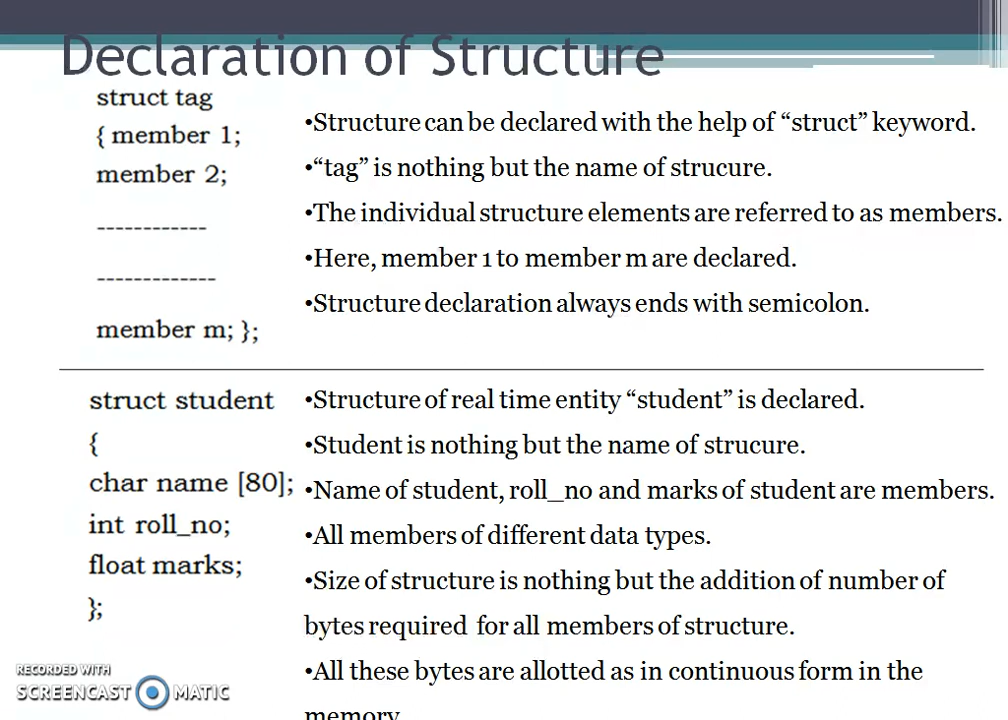 Declaration of Structure
struct tag
{ member 1;
member 2;
------------
-------------
member m; };
•Structure can be declared with the help of “struct” keyword.
•“tag” is nothing but the name of strucure.
•The individual structure elements are referred to as members.
•Here, member 1 to member m are declared.
•Structure declaration always ends with semicolon.
struct student
{
char name [80];
int roll_no;
float marks;
};
•Structure of real time entity “student” is declared.
•Student is nothing but the name of strucure.
•Name of student, roll_no and marks of student are members.
•All members of different data types.
•Size of structure is nothing but the addition of number of
bytes required for all members of structure.
•All these bytes are allotted as in continuous form in the
memory.
RECORDED WITH
SCREENCAST MATIC